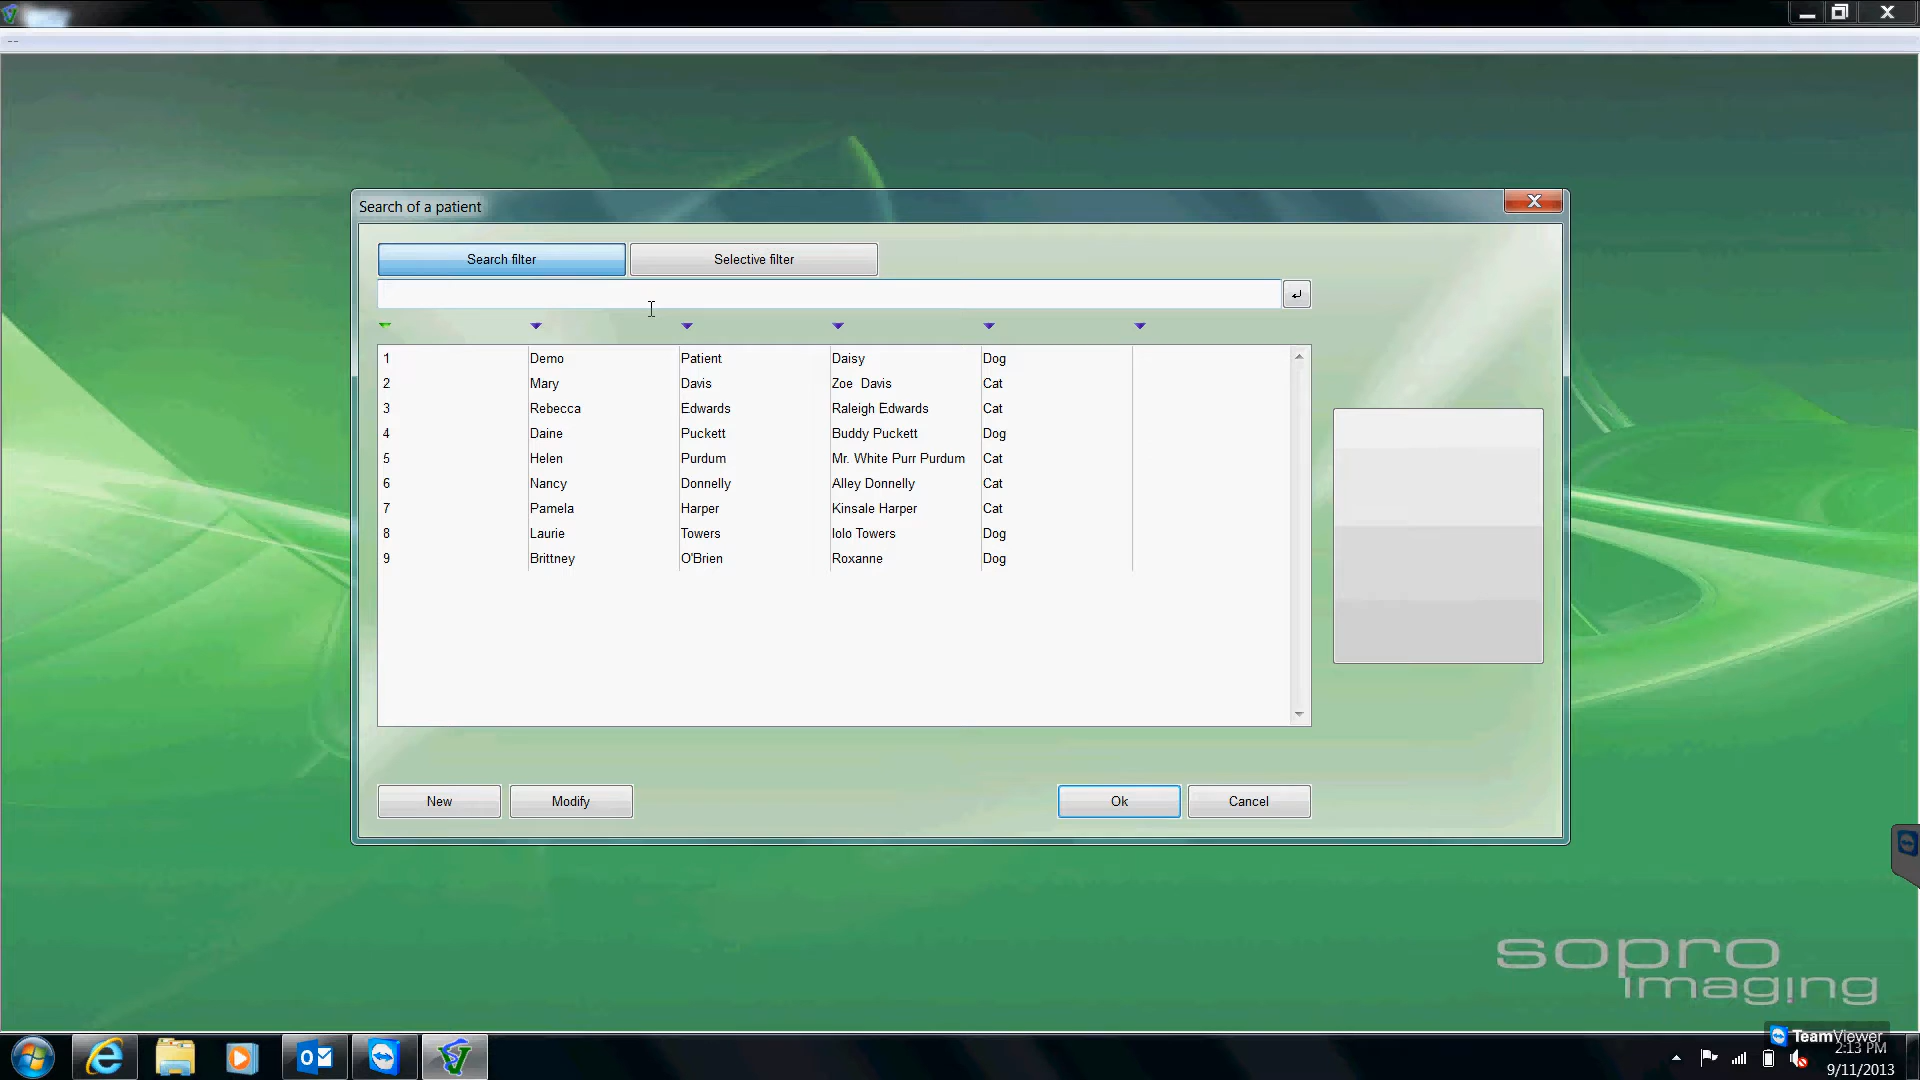 --
Search of a patient
Search filter
Selective filter
1 Demo Patient Daisy Dog
2 Mary Davis Zoe Davis Cat
3 Rebecca Edwards Raleigh Edwards Cat
4 Daine Puckett Buddy Puckett Dog
5 Helen Purdum Mr. White Purr Purdum Cat
6 Nancy Donnelly Alley Donnelly Cat
7 Pamela Harper Kinsale Harper Cat
8 Laurie Towers Iolo Towers Dog
9 Brittney O'Brien Roxanne Dog
New
Modify
Ok
Cancel
sopro
imaging
TeamViewer
2:13 PM
9/11/2013